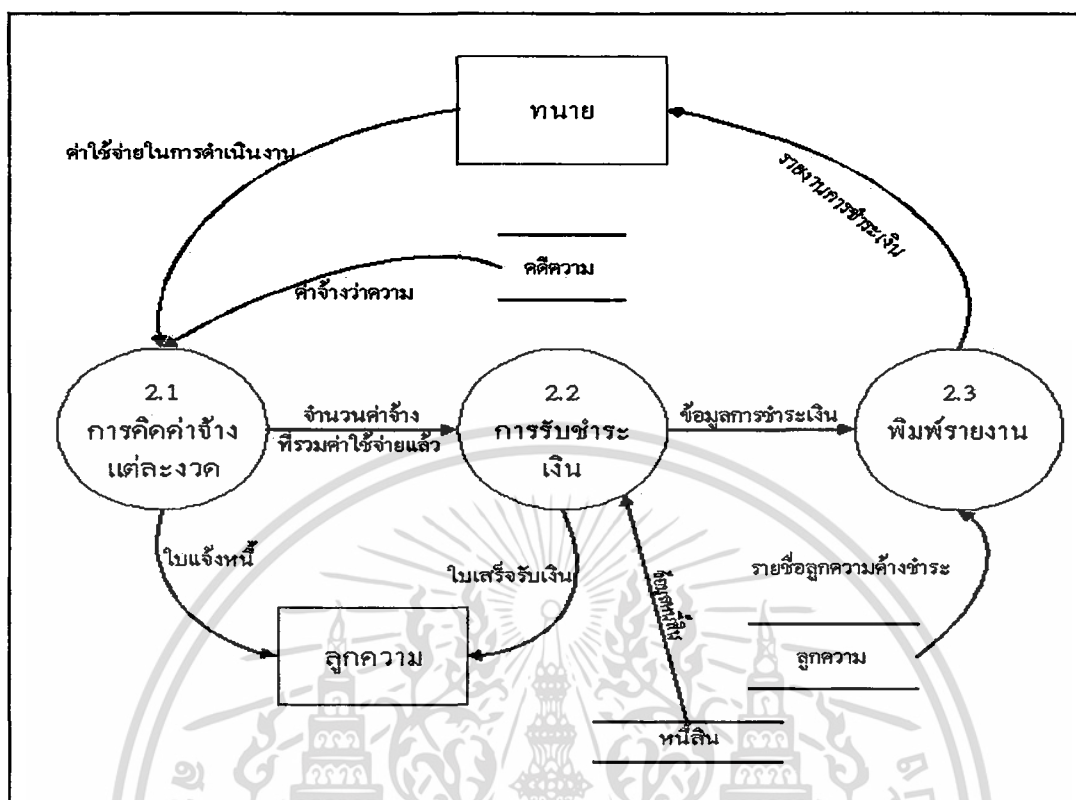 ทนาย
ค่าใช้จ่ายในการดำเนินงาน
รายงานการชำระเงิน
คดีความ
ค่าจ้างว่าความ
2.1
การคิดค่าจ้าง
แต่ละงวด
จำนวนค่าจ้าง
ที่รวมค่าใช้จ่ายแล้ว
2.2
การรับชำระ
เงิน
ข้อมูลการชำระเงิน
2.3
พิมพ์รายงาน
ใบแจ้งหนี้
ใบเสร็จรับเงิน
ข้อมูลหนี้สิน
รายชื่อลูกความค้างชำระ
ลูกความ
ลูกความ
หนี้สิน